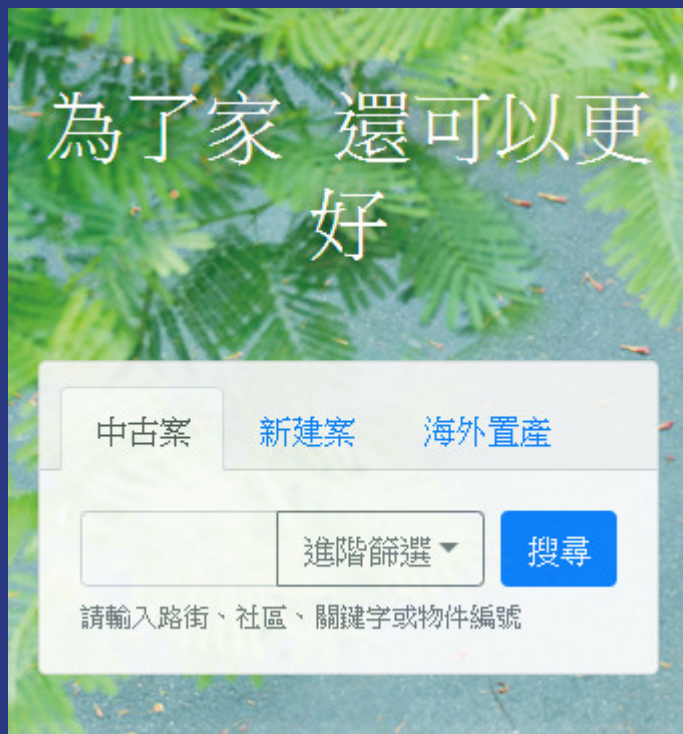 為了家 還可以更
好
中古案 新建案 海外置產
進階篩選 搜尋
請輸入路街、社區、關鍵字或物件編號